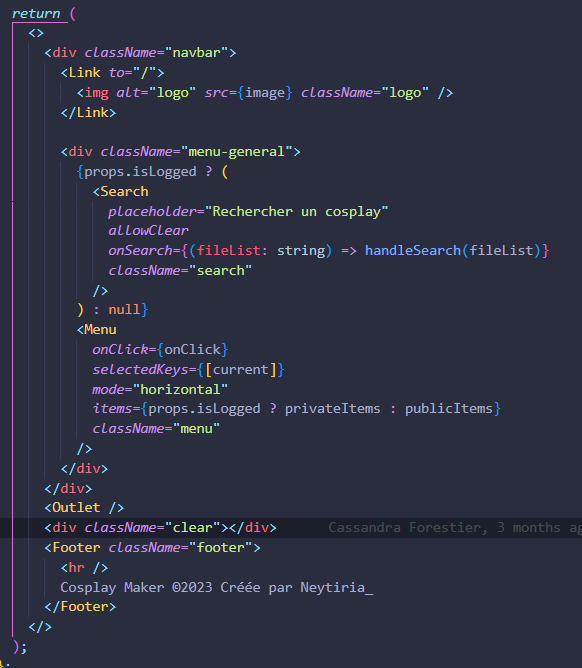 return (
<>
<div className="navbar">
<Link to="/">
<img alt="logo" src={image} className="logo" />
</Link>
<div className="menu-general">
{props.isLogged ? (
<Search
placeholder="Rechercher un cosplay"
allowClear
onSearch={(fileList: string) => handleSearch(fileList)}
className="search"
/>
) : null}
<Menu
onClick={onClick}
selectedKeys={[current]}
mode="horizontal"
items={props.isLogged ? privateItems : publicItems}
className="menu"
/>
</div>
</div>
<Outlet />
<div className="clear"></div> Cassandra Forestier, 3 months ag
<Footer className="footer">
<hr />
Cosplay Maker ©2023 Créée par Neytiria_
</Footer>
</>
);
};